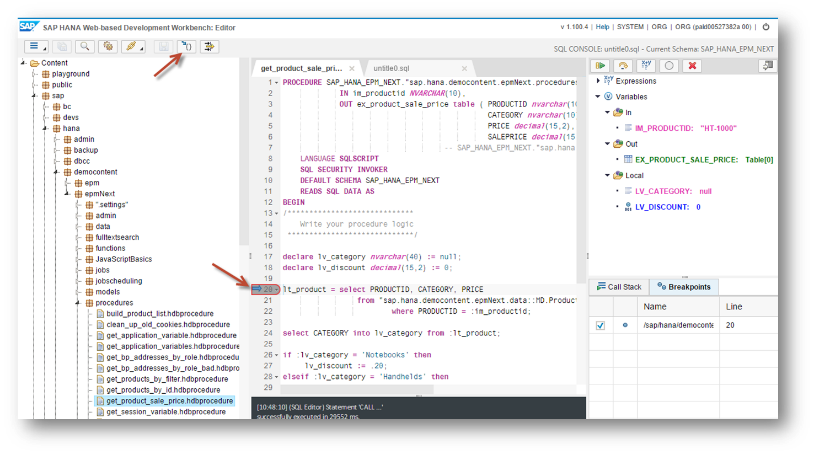 SAP SAP HANA Web-based Development Workbench: Editor
v 1.100.4 | Help | SYSTEM | ORG | ORG (paid00527382a 00) |
SQL CONSOLE: untitle0.sql - Current Schema: SAP_HANA_EPM_NEXT
Content
playground
public
sap
bc
devs
hana
admin
backup
dbcc
democontent
epm
epmNext
".settings"
admin
data
fulltextsearch
functions
JavaScriptBasics
jobs
jobscheduling
models
procedures
build_product_list.hdbprocedure
clean_up_old_cookies.hdbprocedure
get_application_variable.hdbprocedure
get_application_variables.hdbprocedure
get_bp_addresses_by_role.hdbprocedu
get_bp_addresses_by_role_bad.hdbpro
get_products_by_filter.hdbprocedure
get_products_by_id.hdbprocedure
get_product_sale_price.hdbprocedure
get_session_variable.hdbprocedure
get_product_sale_pri... × untitle0.sql ×
1 PROCEDURE SAP_HANA_EPM_NEXT."sap.hana.democontent.epmNext.procedures
2 IN im_productid NVARCHAR(10),
3 OUT ex_product_sale_price table ( PRODUCTID nvarchar(10
4 CATEGORY nvarchar(10
5 PRICE decimal(15,2),
6 SALEPRICE decimal(15
7 -- SAP_HANA_EPM_NEXT."sap.hana
8 LANGUAGE SQLSCRIPT
9 SQL SECURITY INVOKER
10 DEFAULT SCHEMA SAP_HANA_EPM_NEXT
11 READS SQL DATA AS
12 BEGIN
13 /****************************
14 Write your procedure logic
15 ****************************/
16
17 declare lv_category nvarchar(40) := null;
18 declare lv_discount decimal(15,2) := 0;
19
20 lt_product = select PRODUCTID, CATEGORY, PRICE
21 from "sap.hana.democontent.epmNext.data::MD.Produc
22 where PRODUCTID = :im_productid;
23
24 select CATEGORY into lv_category from :lt_product;
25
26 if :lv_category = 'Notebooks' then
27 lv_discount := .20;
28 elseif :lv_category = 'Handhelds' then
29
[10:48:10] (SQL Editor) Statement 'CALL ...'
successfully executed in 29552 ms.
Expressions
Variables
In
IM_PRODUCTID: "HT-1000"
Out
EX_PRODUCT_SALE_PRICE: Table[0]
Local
LV_CATEGORY: null
LV_DISCOUNT: 0
Call Stack Breakpoints
Name Line
/sap/hana/democonte 20